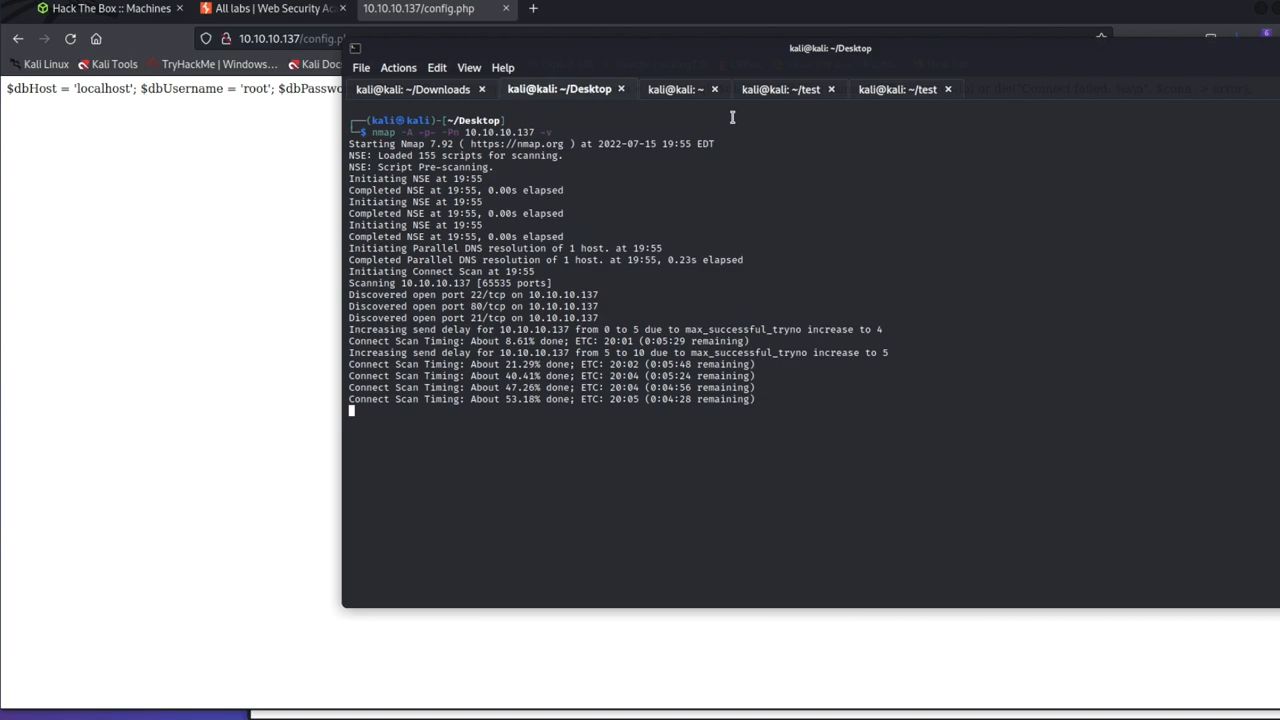 Hack The Box :: Machines
All labs | Web Security Ac
10.10.10.137/config.php
10.10.10.137/config.p
kali@kali: ~/Desktop
Kali Linux
Kali Tools
TryHackMe | Windows...
Kali Doc
File Actions Edit View Help
$dbHost = 'localhost'; $dbUsername = 'root'; $dbPasswo
kali@kali: ~/Downloads
kali@kali: ~/Desktop
kali@kali: ~
kali@kali: ~/test
kali@kali: ~/test
(kali㉿kali)-[~/Desktop]
$ nmap -A -p- -Pn 10.10.10.137 -v
Starting Nmap 7.92 ( https://nmap.org ) at 2022-07-15 19:55 EDT
NSE: Loaded 155 scripts for scanning.
NSE: Script Pre-scanning.
Initiating NSE at 19:55
Completed NSE at 19:55, 0.00s elapsed
Initiating NSE at 19:55
Completed NSE at 19:55, 0.00s elapsed
Initiating NSE at 19:55
Completed NSE at 19:55, 0.00s elapsed
Initiating Parallel DNS resolution of 1 host. at 19:55
Completed Parallel DNS resolution of 1 host. at 19:55, 0.23s elapsed
Initiating Connect Scan at 19:55
Scanning 10.10.10.137 [65535 ports]
Discovered open port 22/tcp on 10.10.10.137
Discovered open port 80/tcp on 10.10.10.137
Discovered open port 21/tcp on 10.10.10.137
Increasing send delay for 10.10.10.137 from 0 to 5 due to max_successful_tryno increase to 4
Connect Scan Timing: About 8.61% done; ETC: 20:01 (0:05:29 remaining)
Increasing send delay for 10.10.10.137 from 5 to 10 due to max_successful_tryno increase to 5
Connect Scan Timing: About 21.29% done; ETC: 20:02 (0:05:48 remaining)
Connect Scan Timing: About 40.41% done; ETC: 20:04 (0:05:24 remaining)
Connect Scan Timing: About 47.26% done; ETC: 20:04 (0:04:56 remaining)
Connect Scan Timing: About 53.18% done; ETC: 20:05 (0:04:28 remaining)